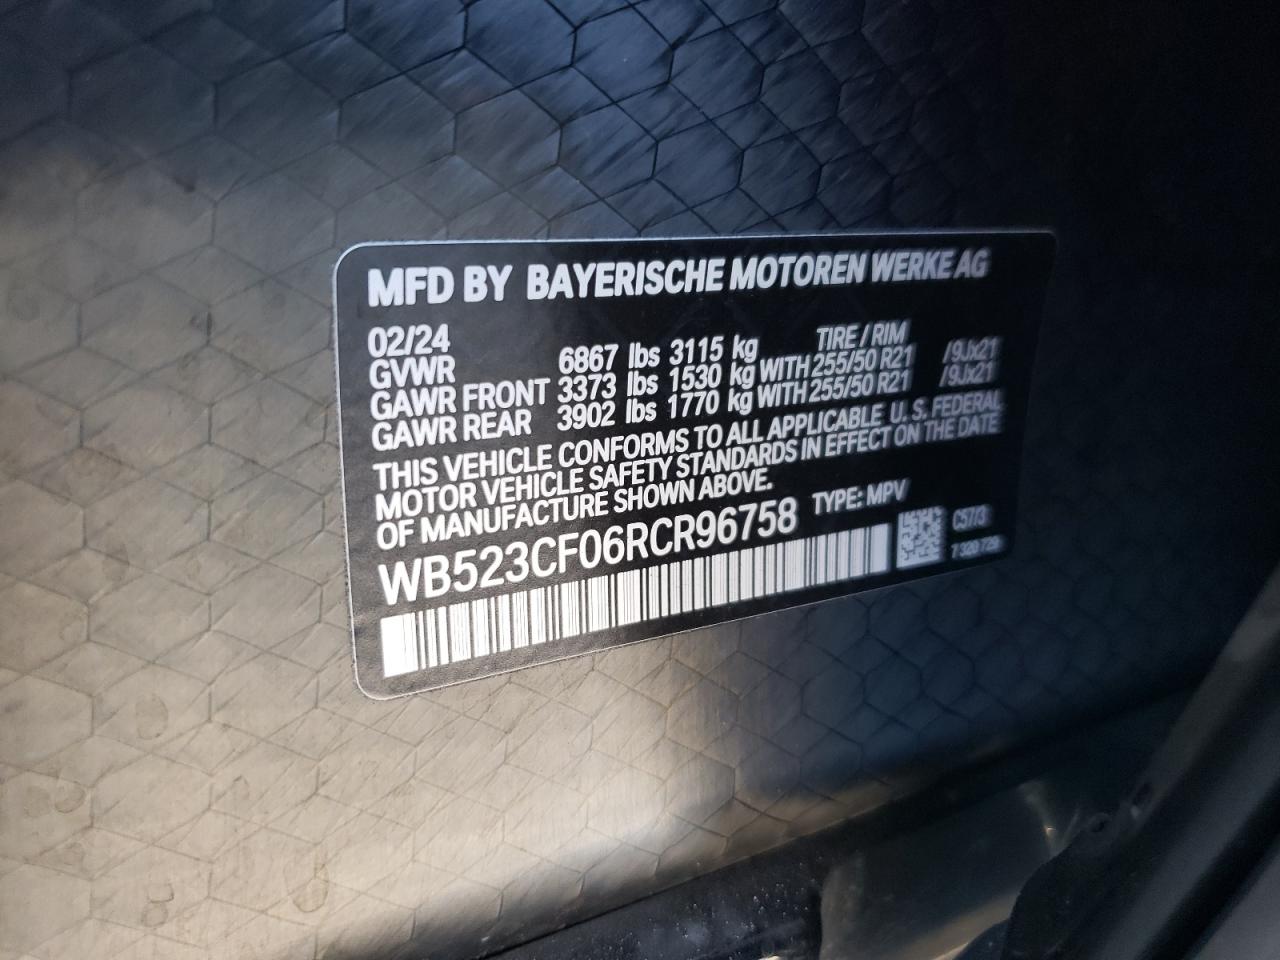 MFD BY BAYERISCHE MOTOREN WERKE AG
02/24 TIRE / RIM
GVWR 6867 lbs 3115 kg
GAWR FRONT 3373 lbs 1530 kg WITH 255/50 R21 /9Jx21
GAWR REAR 3902 lbs 1770 kg WITH 255/50 R21 /9Jx21
THIS VEHICLE CONFORMS TO ALL APPLICABLE U. S. FEDERAL
MOTOR VEHICLE SAFETY STANDARDS IN EFFECT ON THE DATE
OF MANUFACTURE SHOWN ABOVE.
WB523CF06RCR96758 TYPE: MPV
C57/3